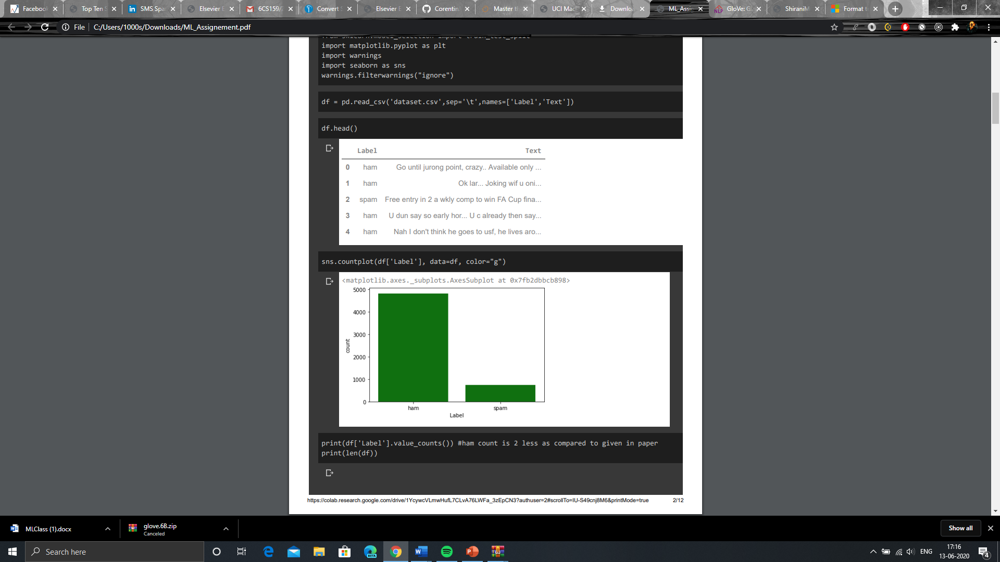 Facebook
Top Ten S
SMS Spa
Elsevier E
6CS159/
Convert
Elsevier E
Corentin
Master t
UCI Mac
Downlo
ML_Assi
GloVe: G
ShiraniM
Format t
File
C:/Users/1000s/Downloads/ML_Assignement.pdf
from sklearn.model_selection import train_test_split
import matplotlib.pyplot as plt
import warnings
import seaborn as sns
warnings.filterwarnings("ignore")
df = pd.read_csv('dataset.csv',sep='\t',names=['Label','Text'])
df.head()
Label Text
0 ham Go until jurong point, crazy.. Available only ...
1 ham Ok lar... Joking wif u oni...
2 spam Free entry in 2 a wkly comp to win FA Cup fina...
3 ham U dun say so early hor... U c already then say...
4 ham Nah I don't think he goes to usf, he lives aro...
sns.countplot(df['Label'], data=df, color="g")
<matplotlib.axes._subplots.AxesSubplot at 0x7fb2dbbcb898>
5000
4000
3000
2000
1000
0
count
ham spam
Label
print(df['Label'].value_counts()) #ham count is 2 less as compared to given in paper
print(len(df))
https://colab.research.google.com/drive/1YcywcVLmwHufL7CLvA76LWFa_3zEpCN3?authuser=2#scrollTo=IU-S49cnj8M6&printMode=true 2/12
MLClass (1).docx
glove.6B.zip
Canceled
Show all
Search here
BETA
ENG
17:16
13-06-2020
4